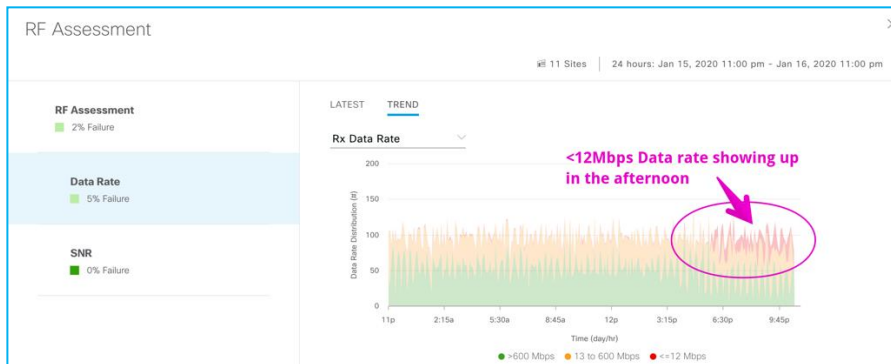 RF Assessment
11 Sites
24 hours: Jan 15, 2020 11:00 pm - Jan 16, 2020 11:00 pm
RF Assessment
2% Failure
Data Rate
5% Failure
SNR
0% Failure
LATEST TREND
Rx Data Rate
<12Mbps Data rate showing up
in the afternoon
Data Rate Distribution (#)
200
150
100
50
0
11p 2:15a 5:30a 8:45a 12p 3:15p 6:30p 9:45p
Time (day/hr)
>600 Mbps 13 to 600 Mbps <=12 Mbps